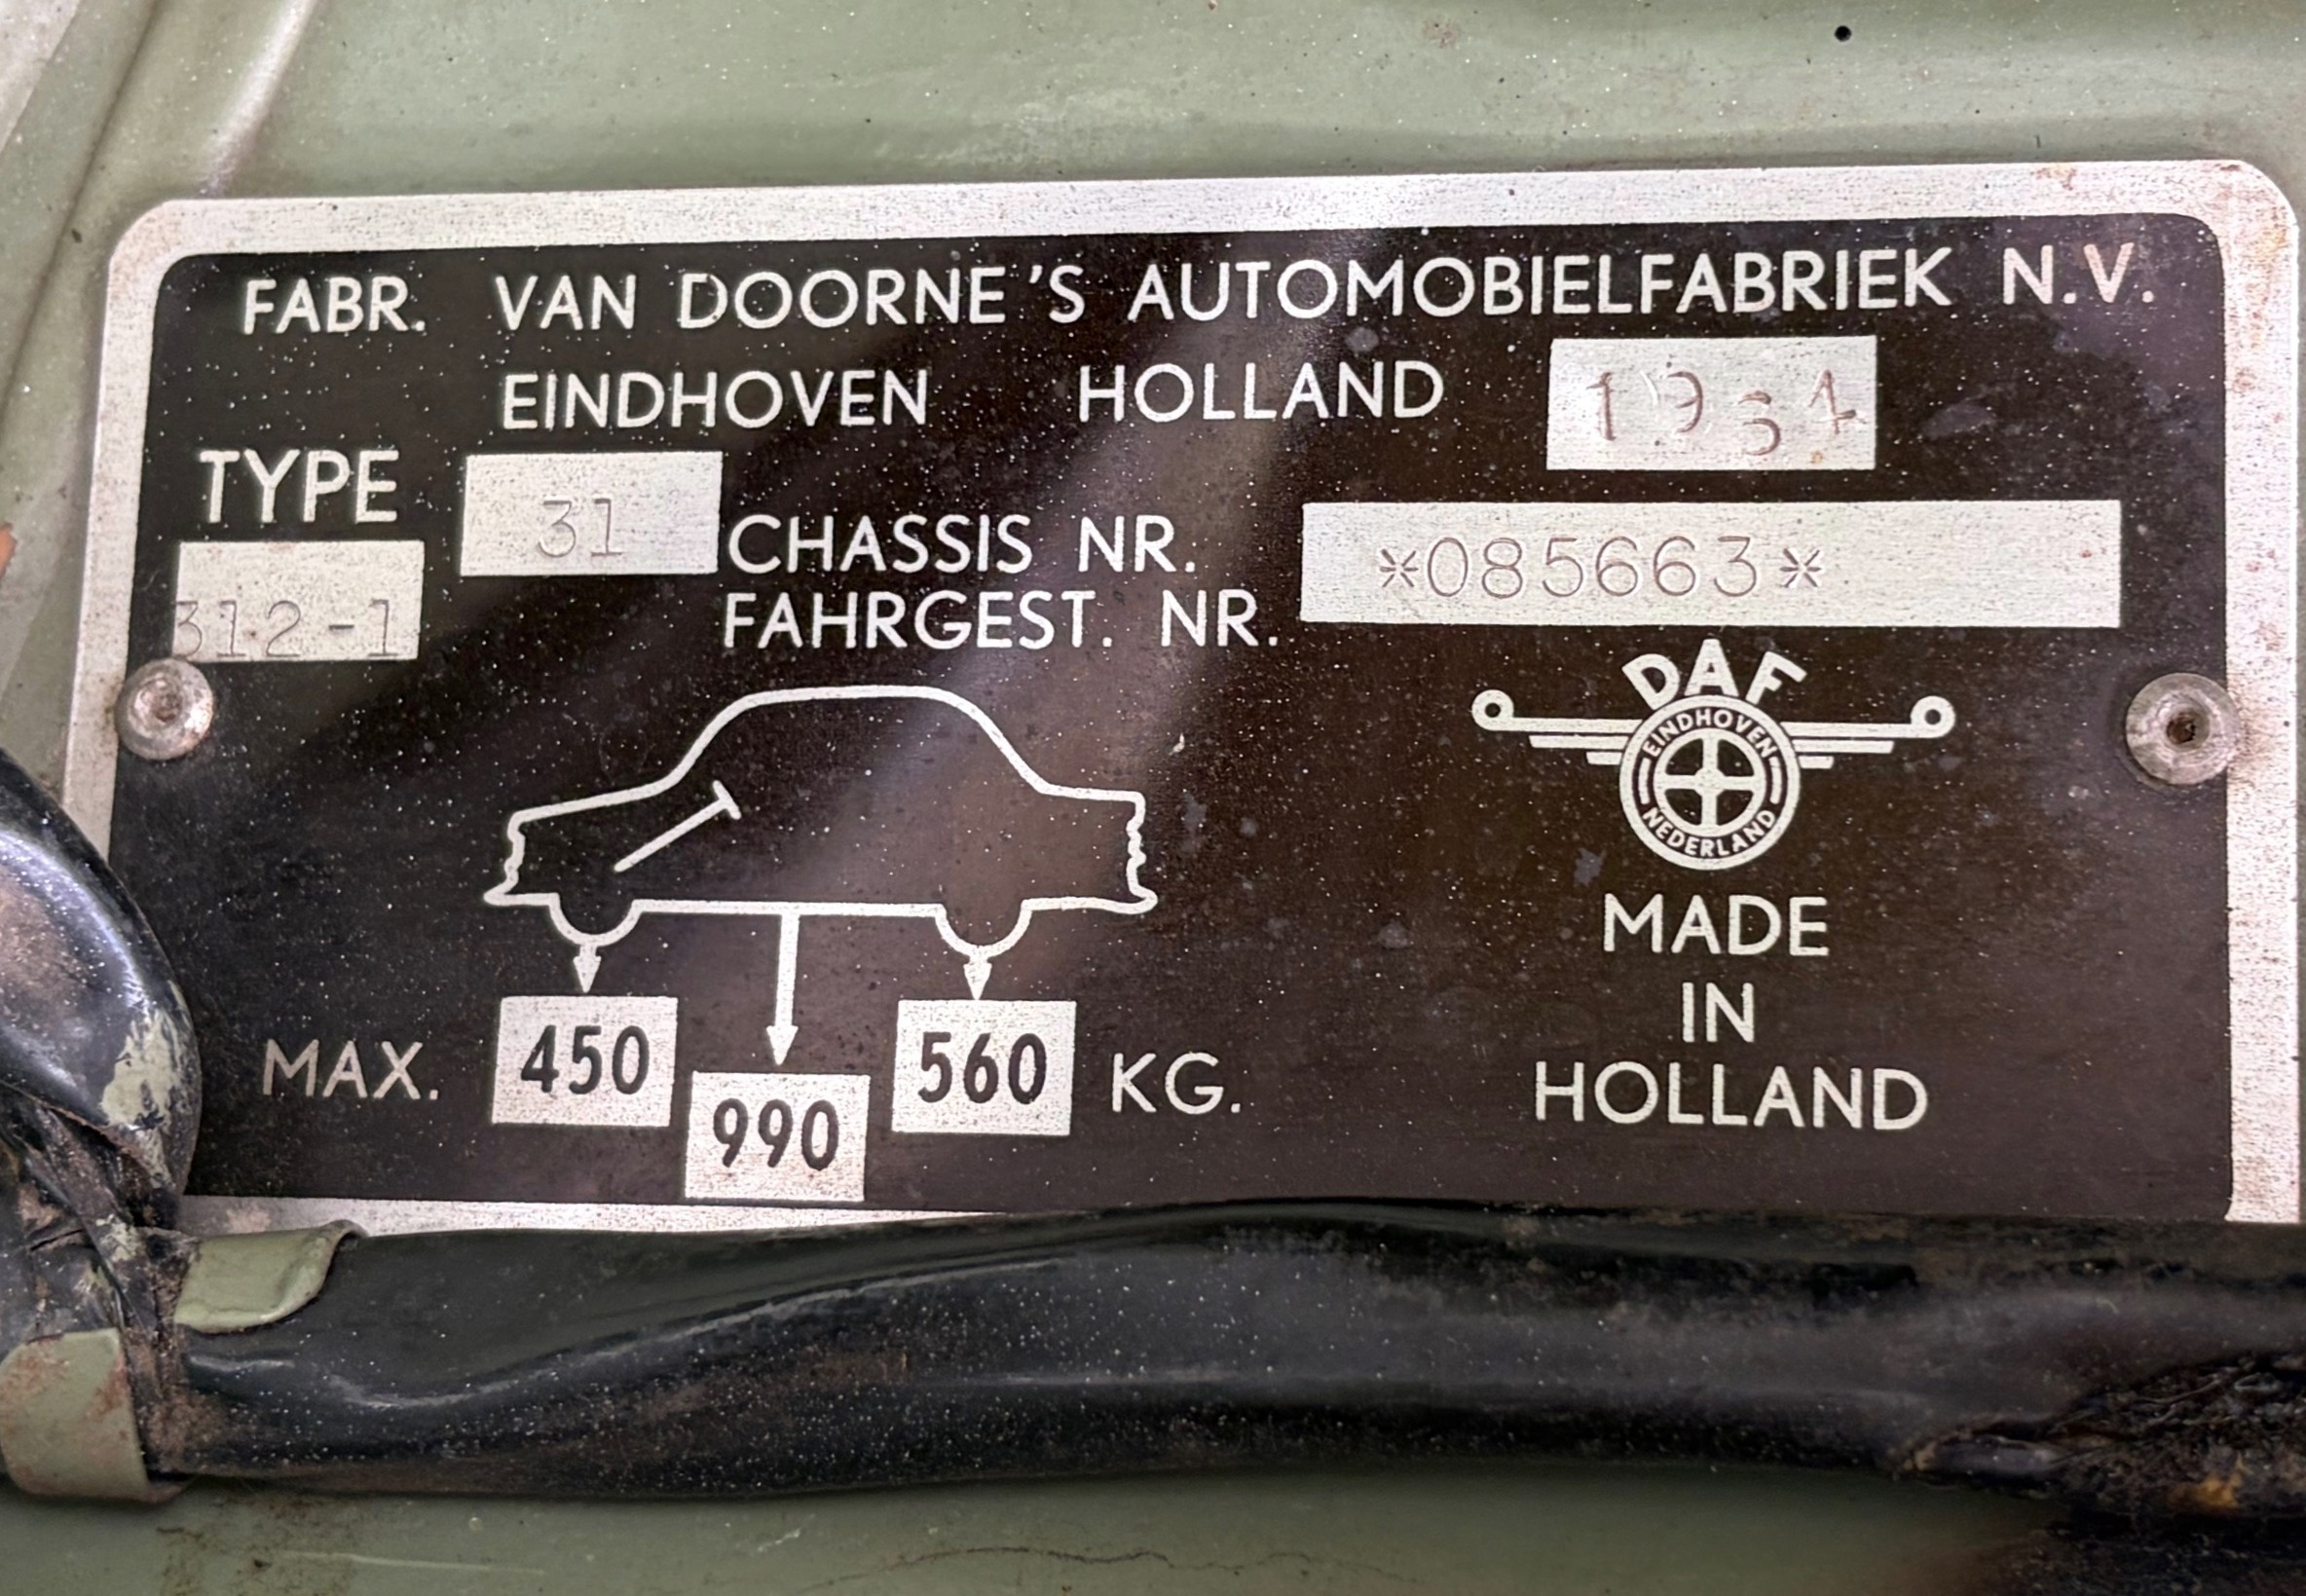 FABR. VAN DOORNE'S AUTOMOBIELFABRIEK N.V.
EINDHOVEN HOLLAND
TYPE 31
312-1
CHASSIS NR.
FAHRGEST. NR.
*085663*
DAF
EINDHOVEN
NEDERLAND
MADE
IN
HOLLAND
MAX. 450 990 560 KG.